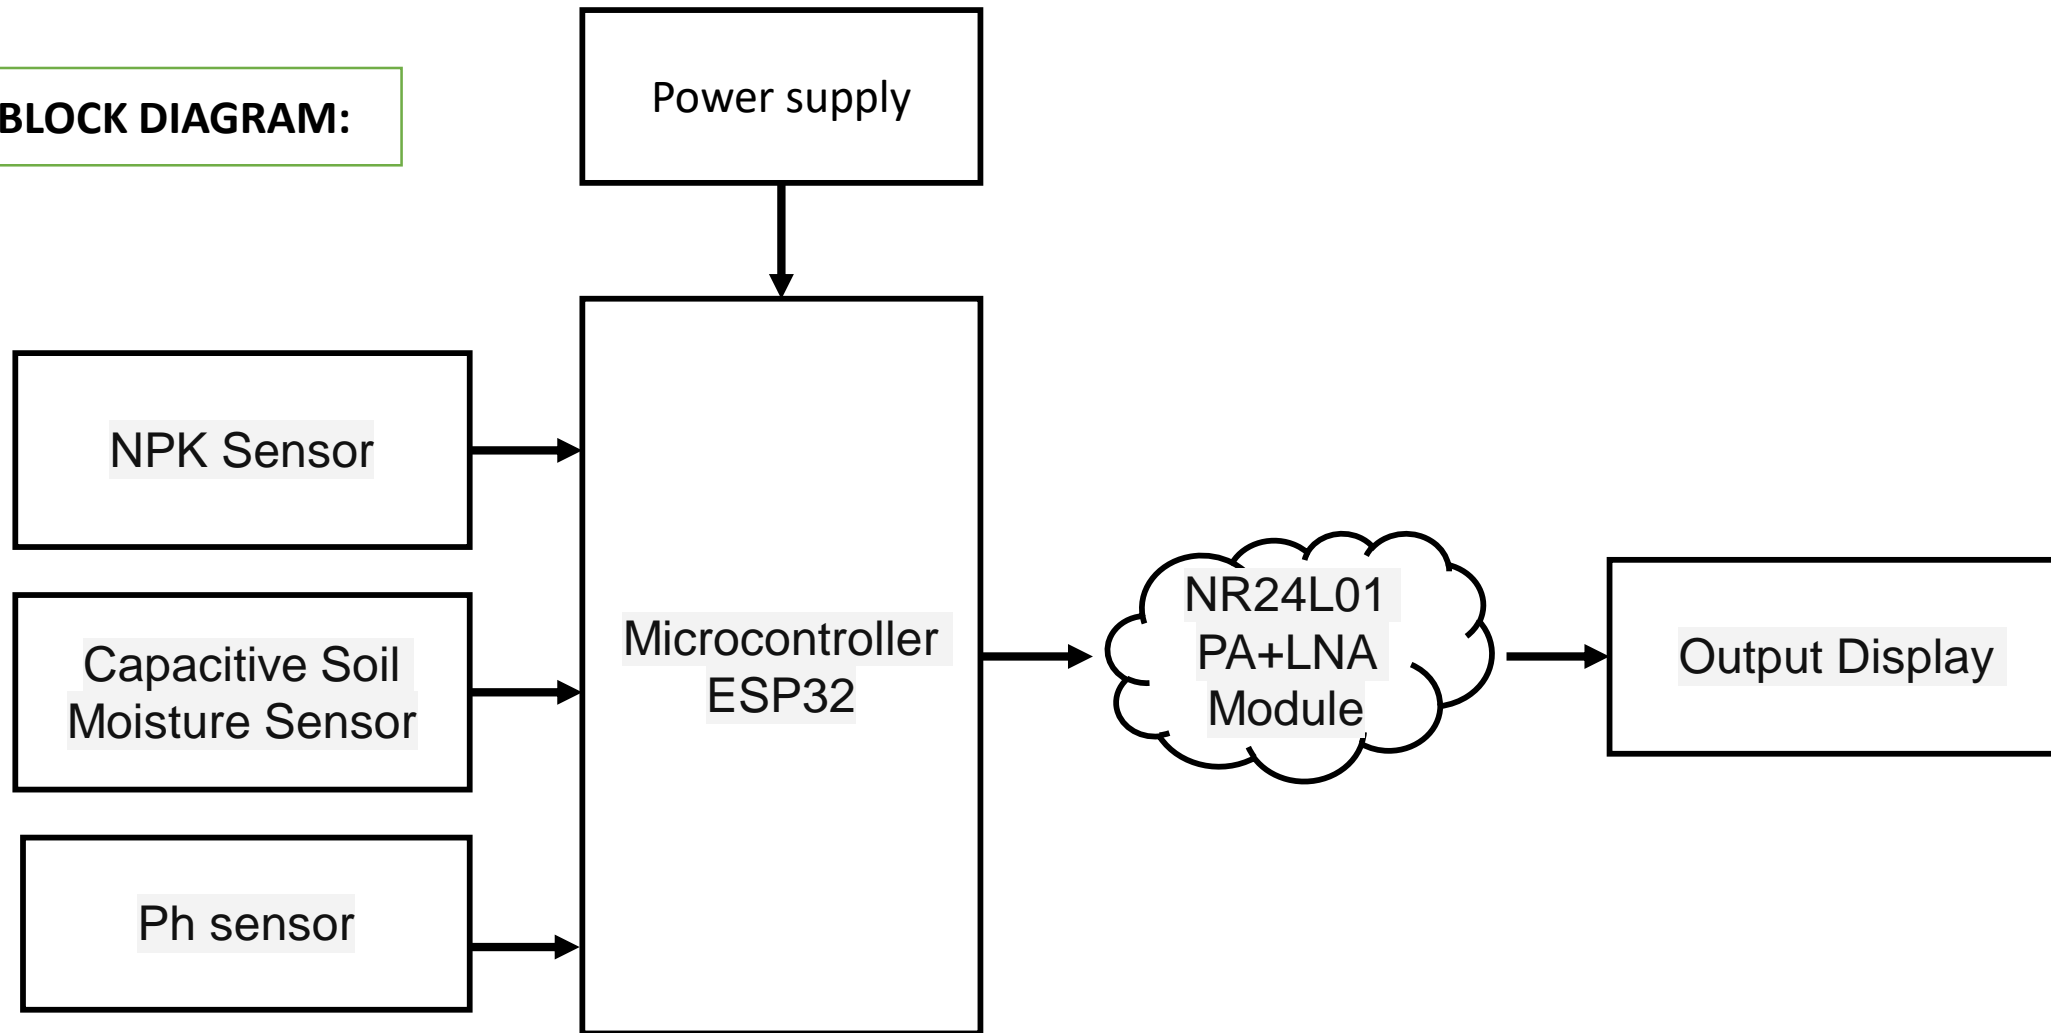 BLOCK DIAGRAM:
Power supply
NPK Sensor
Capacitive Soil
Moisture Sensor
Ph sensor
Microcontroller
ESP32
NR24L01
PA+LNA
Module
Output Display